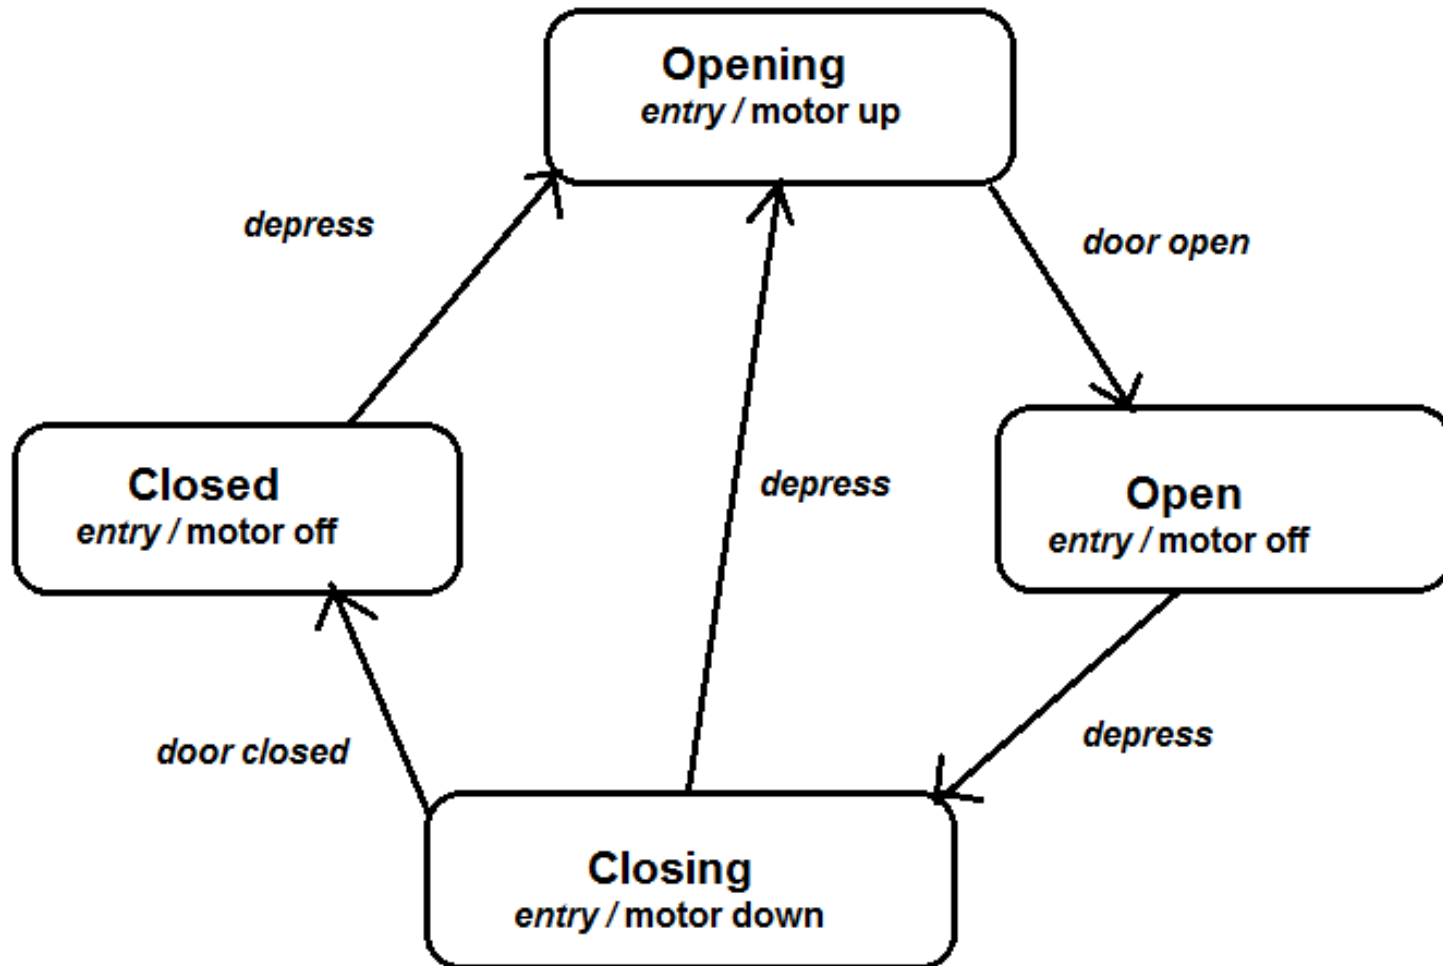 Opening
entry / motor up
depress
door open
Closed
entry / motor off
depress
Open
entry / motor off
door closed
depress
Closing
entry / motor down